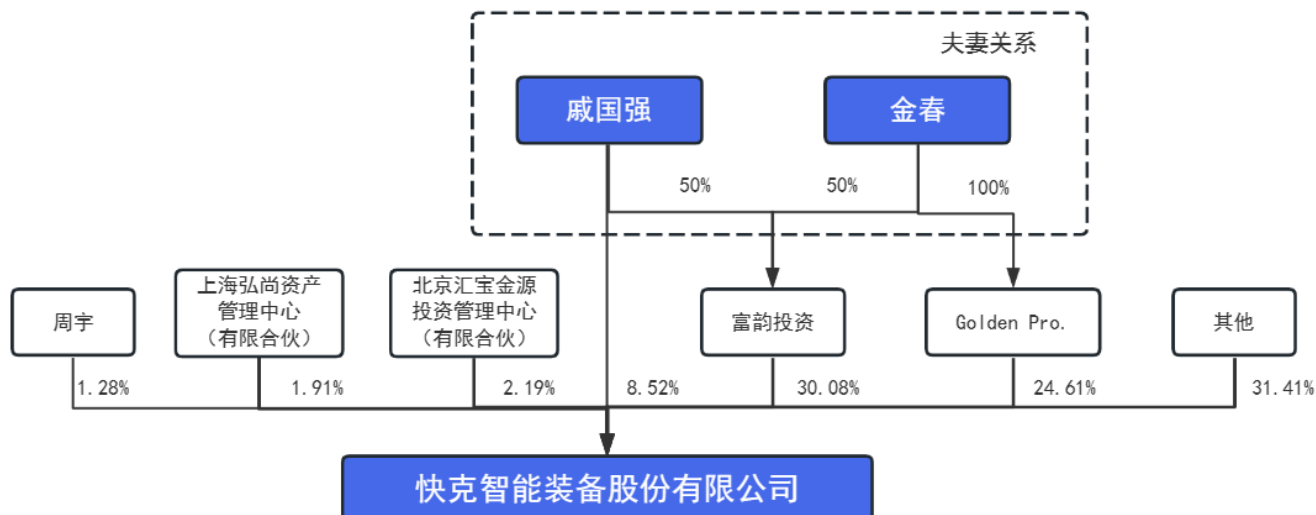 夫妻关系
戚国强
金春
50%
50%
100%
周宇
上海弘尚资产
管理中心
（有限合伙）
北京汇宝金源
投资管理中心
（有限合伙）
富韵投资
Golden Pro.
其他
1.28%
1.91%
2.19%
8.52%
30.08%
24.61%
31.41%
快克智能装备股份有限公司